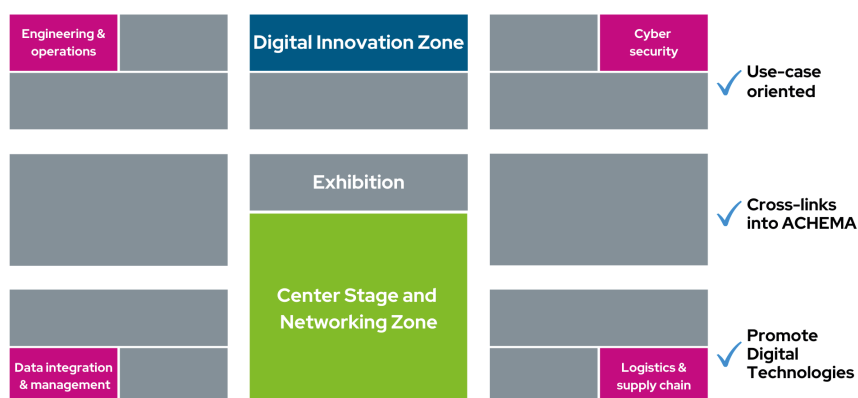 Engineering &
operations
Digital Innovation Zone
Cyber
security
Use-case
oriented
Exhibition
Cross-links
into ACHEMA
Center Stage and
Networking Zone
Data integration
& management
Logistics &
supply chain
Promote
Digital
Technologies